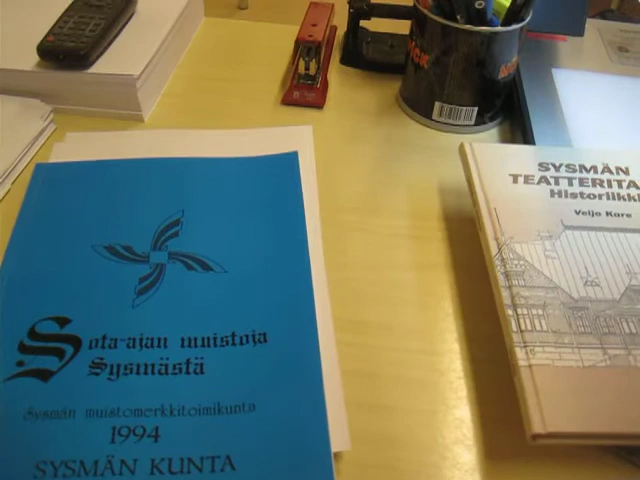 Sota-ajan muistoja
Sysmästä
Sysmän muistomerkkitoimikunta
1994
SYSMÄN KUNTA
SYSMÄN
TEATTERITA
Historiikki
Veijo Kare